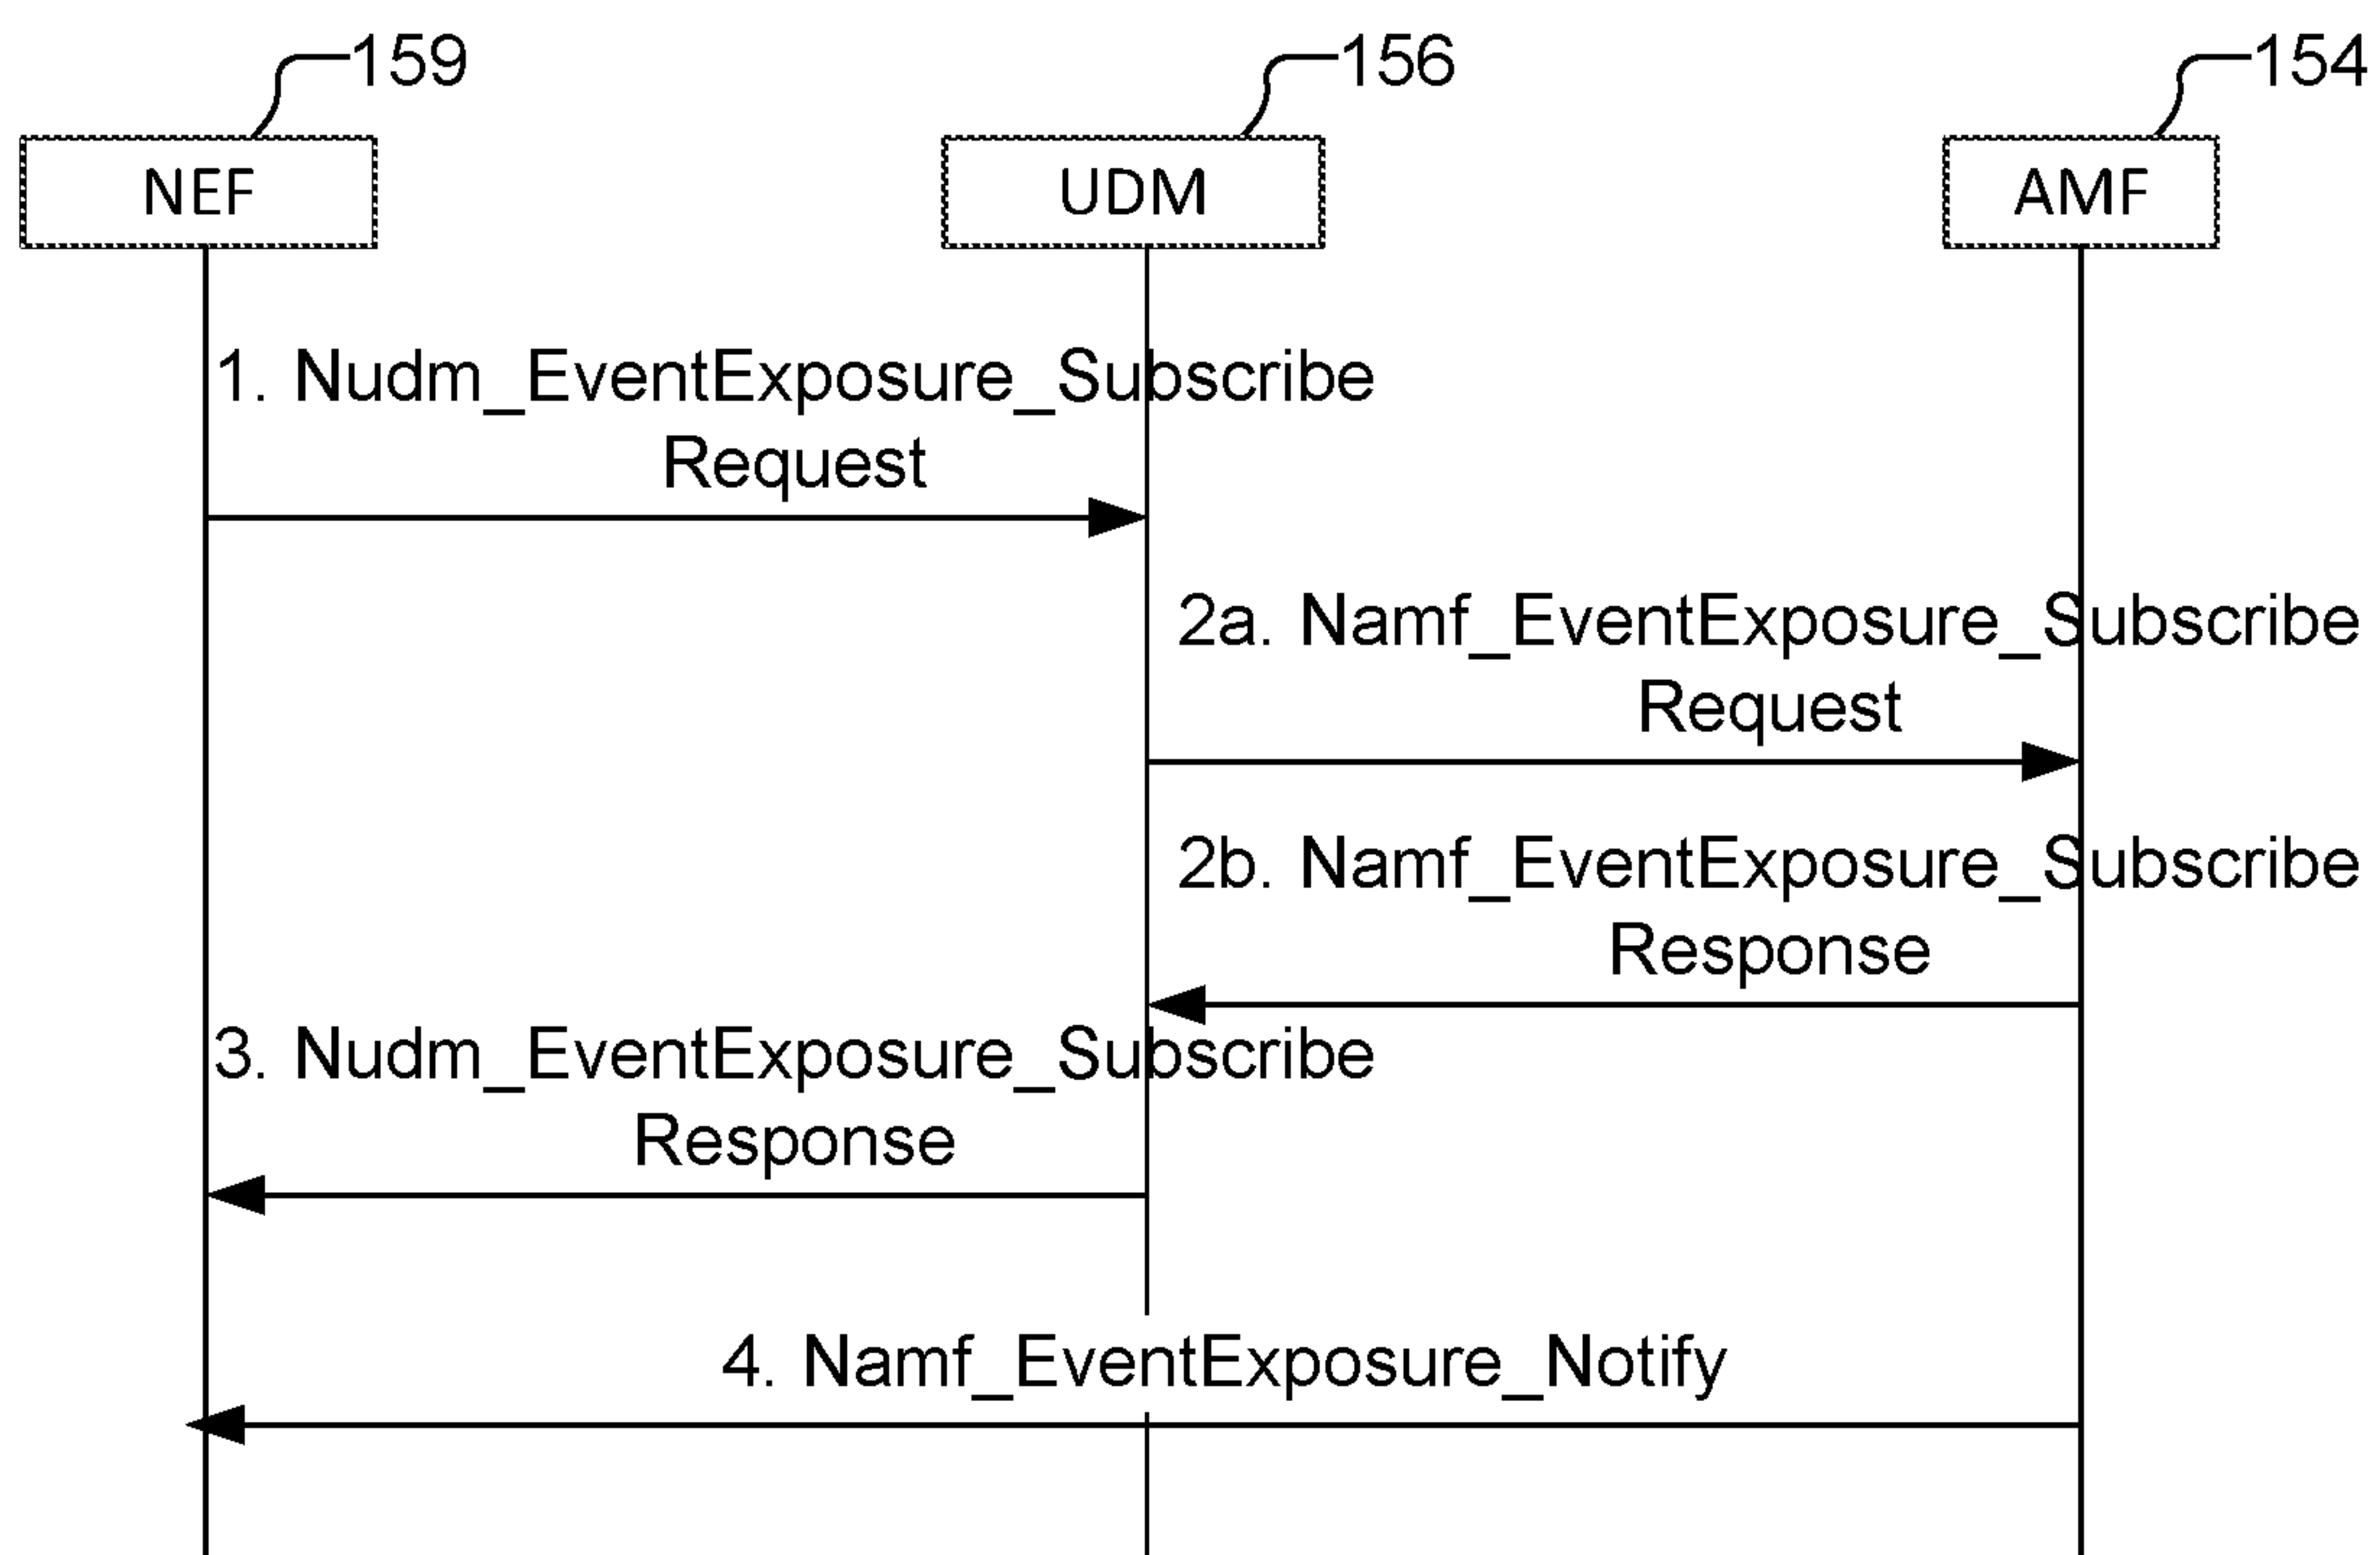 159
156
154
NEF
UDM
AMF
1. Nudm_EventExposure_Subscribe
Request
2a. Namf_EventExposure_Subscribe
Request
2b. Namf_EventExposure_Subscribe
Response
3. Nudm_EventExposure_Subscribe
Response
4. Namf_EventExposure_Notify